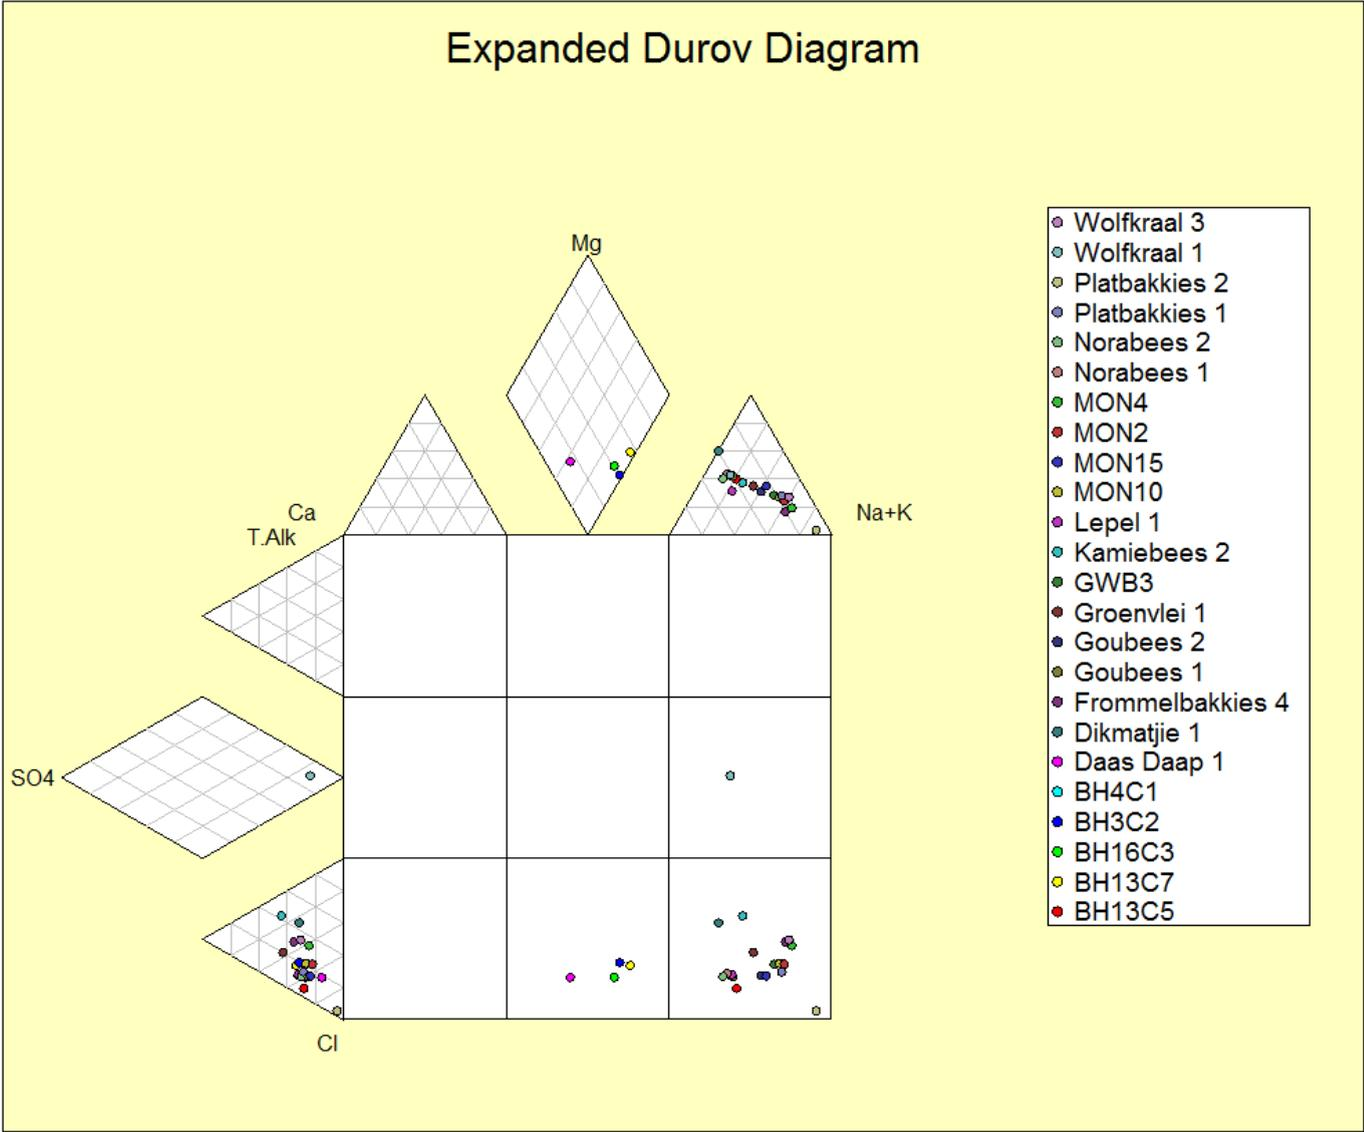 Expanded Durov Diagram
Mg
Ca
Na+K
T.Alk
SO4
Cl
Wolfkraal 3
Wolfkraal 1
Platbakkies 2
Platbakkies 1
Norabees 2
Norabees 1
MON4
MON2
MON15
MON10
Lepel 1
Kamiebees 2
GWB3
Groenvlei 1
Goubees 2
Goubees 1
Frommelbakkies 4
Dikmatjie 1
Daas Daap 1
BH4C1
BH3C2
BH16C3
BH13C7
BH13C5